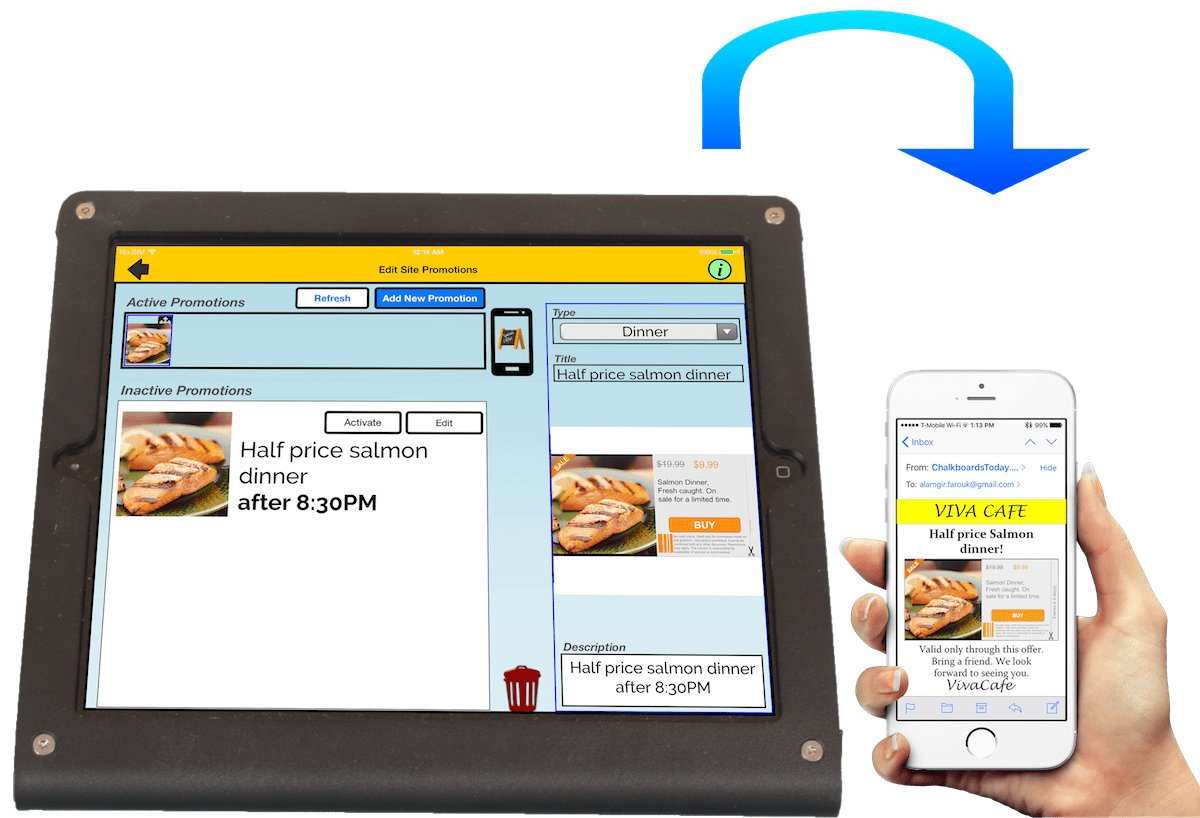 No SIM
12:14 AM
100%
Edit Site Promotions
i
Active Promotions
Refresh
Add New Promotion
Inactive Promotions
Activate
Edit
Half price salmon
dinner
after 8:30PM
Type
Dinner
Title
Half price salmon dinner
SALE
$19.99 $9.99
Salmon Dinner,
Fresh caught. On
sale for a limited time.
BUY
Description
Half price salmon dinner
after 8:30PM
T-Mobile Wi-Fi 1:13 PM 99%
Inbox
From: ChalkboardsToday.... Hide
To: alamgir.farouk@gmail.com
VIVA CAFE
Half price Salmon
dinner!
SALE
$19.99 $9.99
Salmon Dinner,
Fresh caught. On
sale for a limited time.
BUY
Valid only through this offer.
Bring a friend. We look
forward to seeing you.
VivaCafe